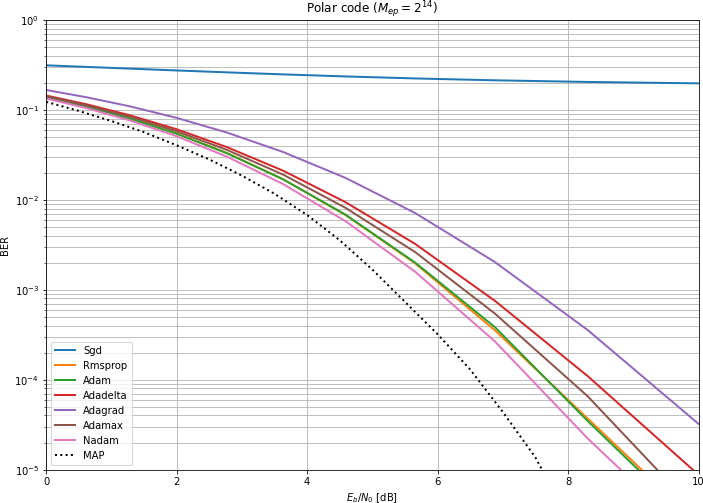 Polar code (M_ep = 2^14)
10^0
10^-1
10^-2
10^-3
10^-4
10^-5
BER
Sgd
Rmsprop
Adam
Adadelta
Adagrad
Adamax
Nadam
MAP
0 2 4 6 8 10
E_b/N_0 [dB]